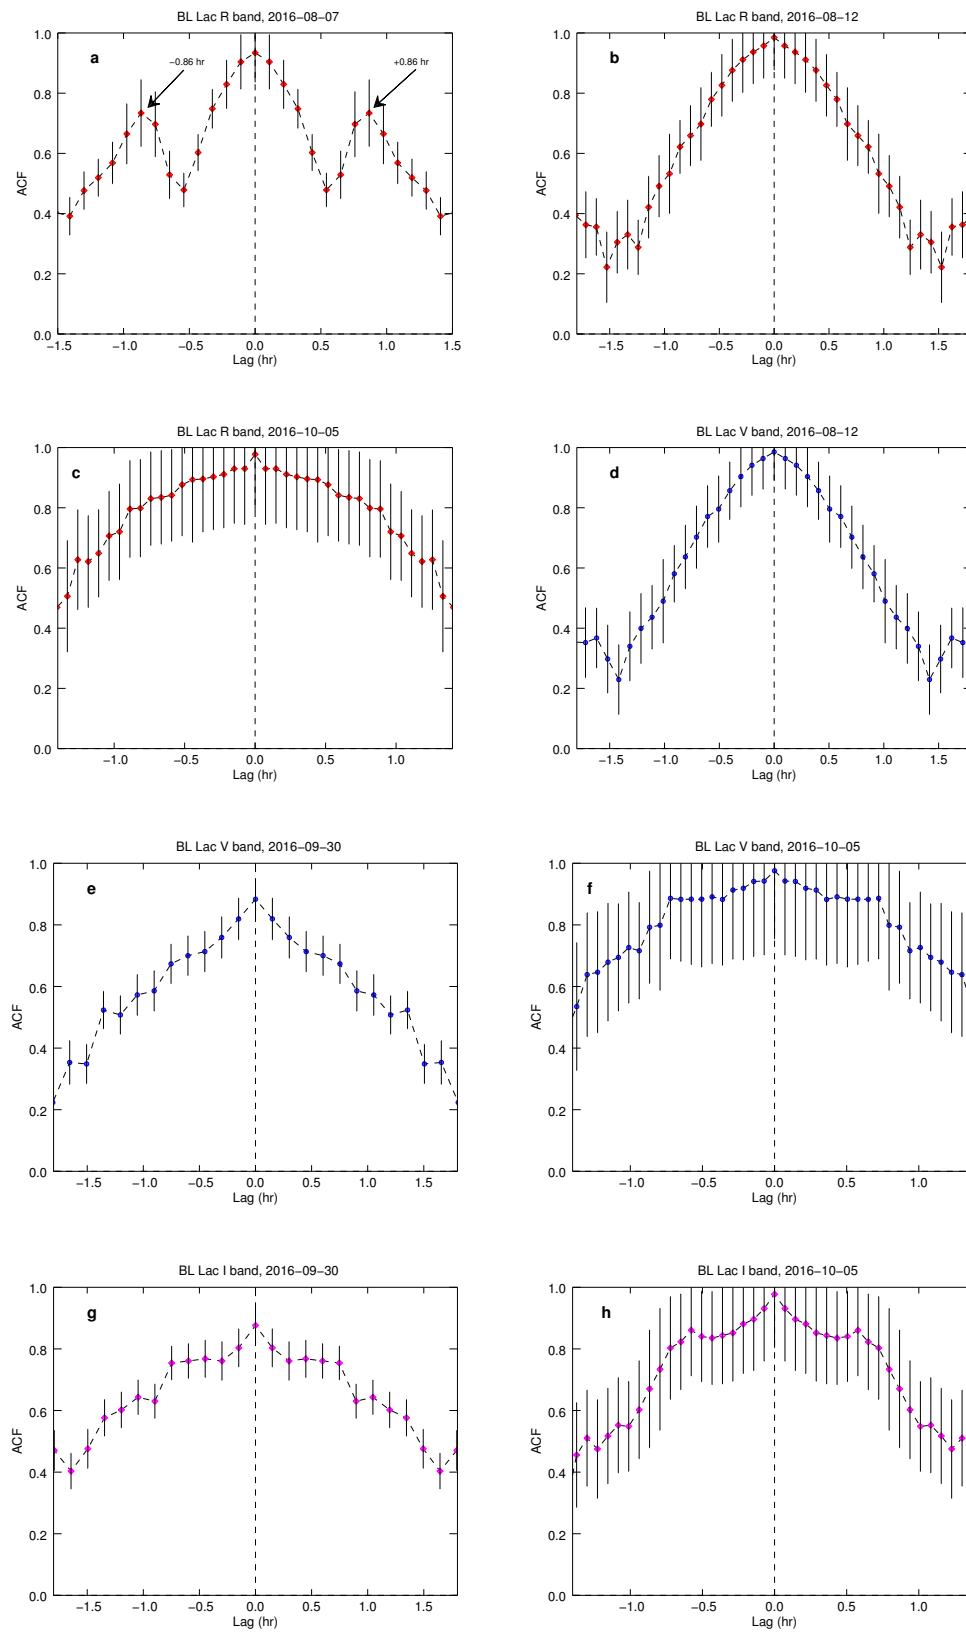 BL Lac R band, 2016−08−07
a
−0.86 hr
+0.86 hr
ACF
1.0
0.8
0.6
0.4
0.2
0.0
−1.5 −1.0 −0.5 0.0 0.5 1.0 1.5
Lag (hr)
BL Lac R band, 2016−08−12
b
ACF
1.0
0.8
0.6
0.4
0.2
0.0
−1.5 −1.0 −0.5 0.0 0.5 1.0 1.5
Lag (hr)
BL Lac R band, 2016−10−05
c
ACF
1.0
0.8
0.6
0.4
0.2
0.0
−1.0 −0.5 0.0 0.5 1.0
Lag (hr)
BL Lac V band, 2016−08−12
d
ACF
1.0
0.8
0.6
0.4
0.2
0.0
−1.5 −1.0 −0.5 0.0 0.5 1.0 1.5
Lag (hr)
BL Lac V band, 2016−09−30
e
ACF
1.0
0.8
0.6
0.4
0.2
0.0
−1.5 −1.0 −0.5 0.0 0.5 1.0 1.5
Lag (hr)
BL Lac V band, 2016−10−05
f
ACF
1.0
0.8
0.6
0.4
0.2
0.0
−1.0 −0.5 0.0 0.5 1.0
Lag (hr)
BL Lac I band, 2016−09−30
g
ACF
1.0
0.8
0.6
0.4
0.2
0.0
−1.5 −1.0 −0.5 0.0 0.5 1.0 1.5
Lag (hr)
BL Lac I band, 2016−10−05
h
ACF
1.0
0.8
0.6
0.4
0.2
0.0
−1.0 −0.5 0.0 0.5 1.0
Lag (hr)